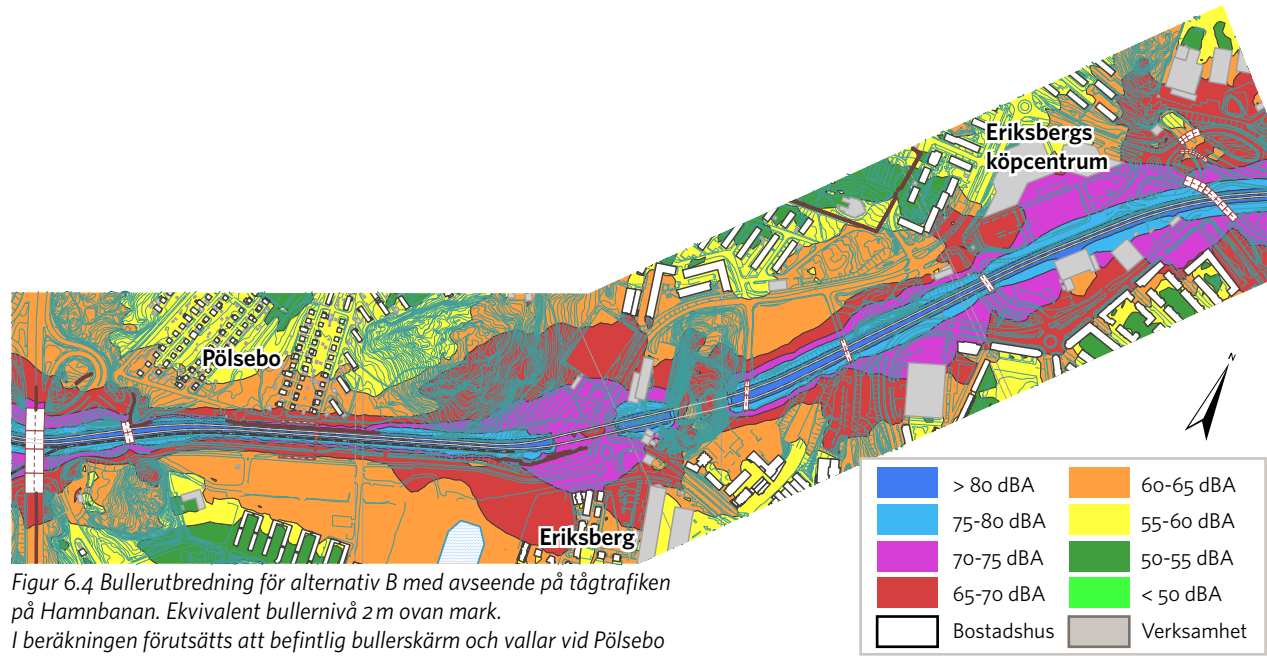 Eriksbergs
köpcentrum
Pölsebo
N
Eriksberg
> 80 dBA
60-65 dBA
75-80 dBA
55-60 dBA
70-75 dBA
50-55 dBA
65-70 dBA
< 50 dBA
Bostadshus
Verksamhet
Figur 6.4 Bullerutbredning för alternativ B med avseende på tågtrafiken
på Hamnbanan. Ekvivalent bullernivå 2 m ovan mark.
I beräkningen förutsätts att befintlig bullerskärm och vallar vid Pölsebo